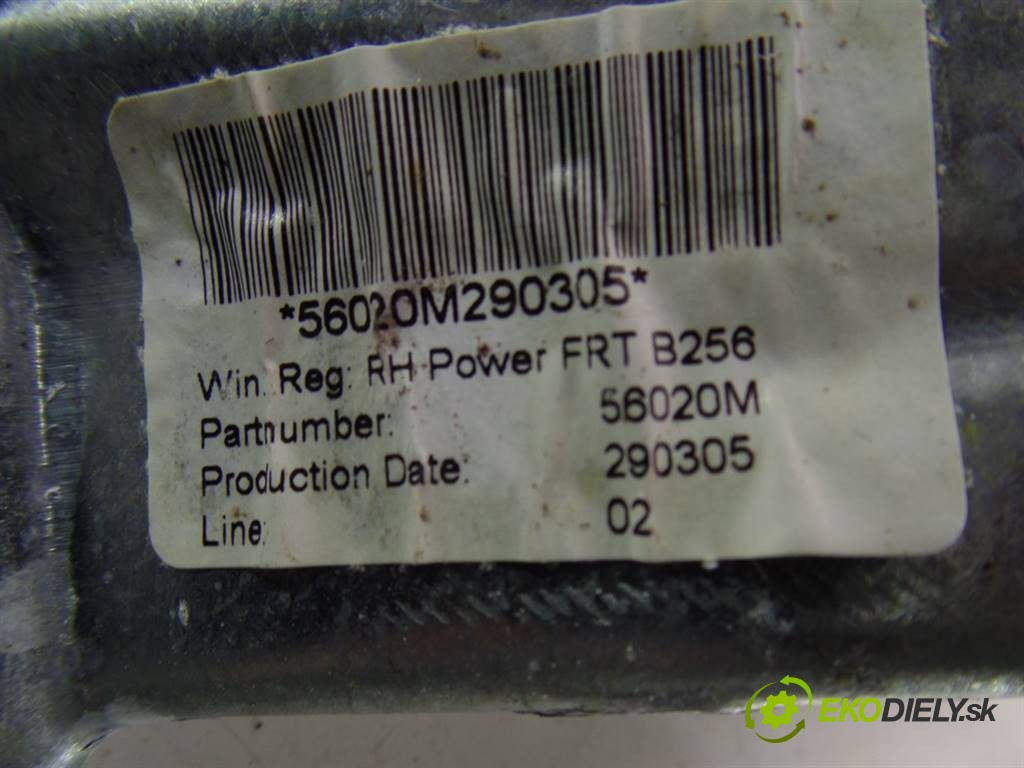 *56020M290305*
Win. Reg: RH Power FRT B256
Partnumber: 56020M
Production Date: 290305
Line: 02
EKODIELY.sk